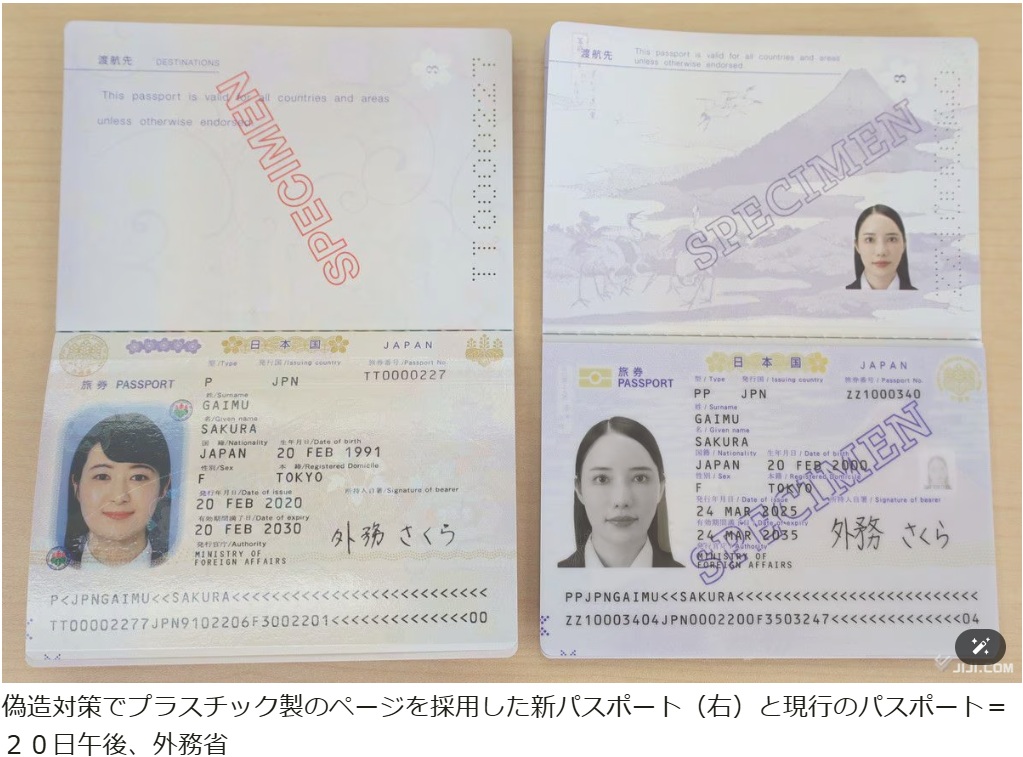 渡航先 DESTINATIONS
This passport is valid for all countries and areas
unless otherwise endorsed
SPECIMEN
3
日本国 JAPAN
型/Type 発行国/Issuing country 旅券番号/Passport No
旅券 PASSPORT P JPN TT0000227
姓/Surname
GAIMU
名/Given name
SAKURA
国籍/Nationality 生年月日/Date of birth
JAPAN 20 FEB 1991
性別/Sex 本籍/Registered Domicile
F TOKYO
発行年月日/Date of issue 所持人自署/Signature of bearer
20 FEB 2020
有効期間満了日/Date of expiry
20 FEB 2030
外務 さくら
発行官庁/Authority
MINISTRY OF
FOREIGN AFFAIRS
P<JPNGAIMU<<SAKURA<<<<<<<<<<<<<<<<<<<<<<<<<<
TT00002277JPN9102206F3002201<<<<<<<<<<<<<<00
渡航先 This passport is valid for all countries and areas
unless otherwise endorsed
3
SPECIMEN
日本国 JAPAN
旅券 型/Type 発行国/Issuing country 旅券番号/Passport No
PASSPORT PP JPN ZZ1000340
姓/Surname
GAIMU
名/Given name
SAKURA
国籍/Nationality 生年月日/Date of birth
JAPAN 20 FEB 2000
性別/Sex 本籍/Registered Domicile
F TOKYO
発行年月日/Date of issue 所持人自署/Signature of bearer
24 MAR 2025
有効期間満了日/Date of expiry
24 MAR 2035
外務 さくら
発行官庁/Authority
MINISTRY OF
FOREIGN AFFAIRS
SPECIMEN
PPJPNGAIMU<<SAKURA<<<<<<<<<<<<<<<<<<<<<<<<<<
ZZ10003404JPN0002200F3503247<<<<<<<<<<<<<<04
JIJI.COM
偽造対策でプラスチック製のページを採用した新パスポート（右）と現行のパスポート＝
２０日午後、外務省